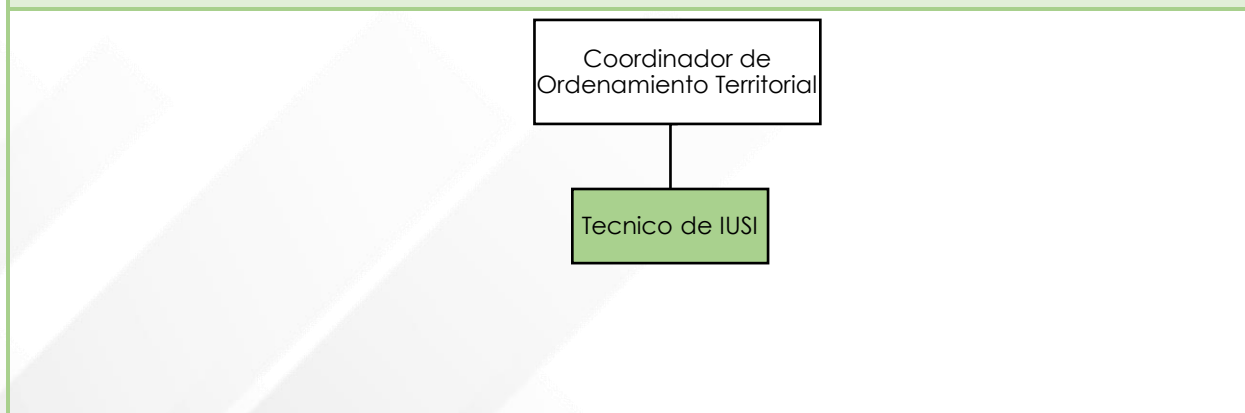 Coordinador de
Ordenamiento Territorial
Tecnico de IUSI